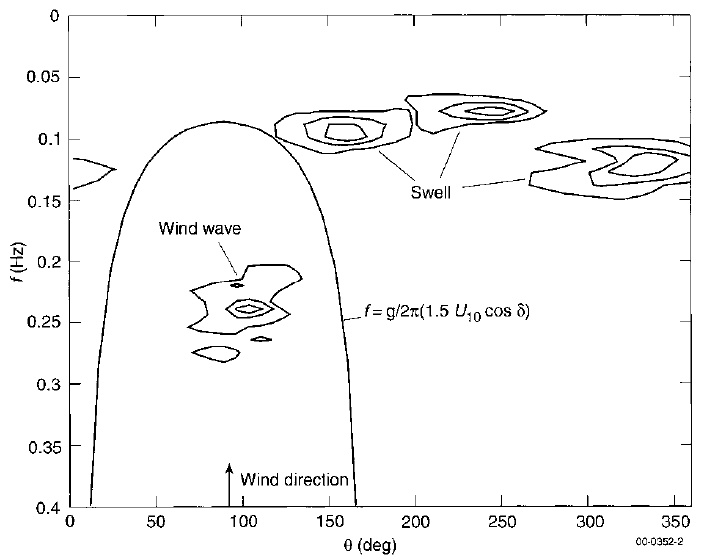 0
0.05
0.1
0.15
0.2
0.25
0.3
0.35
0.4
f (Hz)
Swell
Wind wave
f = g/2π(1.5 U10 cos δ)
Wind direction
0 50 100 150 200 250 300 350
θ (deg)
00-0352-2